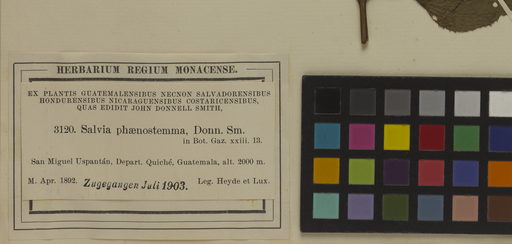 HERBARIUM REGIUM MONACENSE.
EX PLANTIS GUATEMALENSIBUS NECNON SALVADORENSIBUS
HONDURENSIBUS NICARAGUENSIBUS COSTARICENSIBUS,
QUAS EDIDIT JOHN DONNELL SMITH,
3120. Salvia phænostemma, Donn. Sm.
in Bot. Gaz. xxiii. 13.
San Miguel Uspantán, Depart. Quiché, Guatemala, alt. 2000 m.
M. Apr. 1892. Zugegangen Juli 1903. Leg. Heyde et Lux.